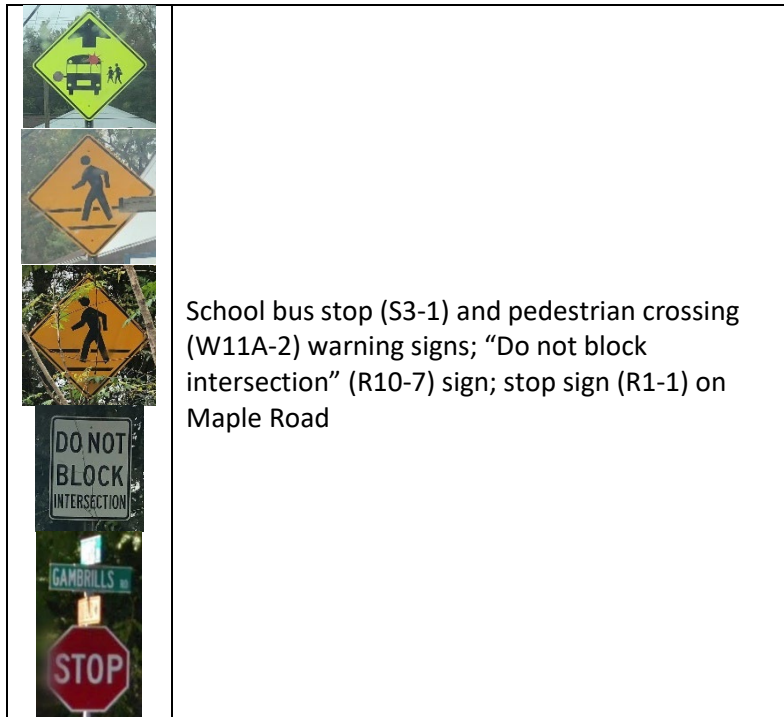 School bus stop (S3-1) and pedestrian crossing
(W11A-2) warning signs; “Do not block
intersection” (R10-7) sign; stop sign (R1-1) on
Maple Road
DO NOT
BLOCK
INTERSECTION
GAMBRILLS RD
STOP